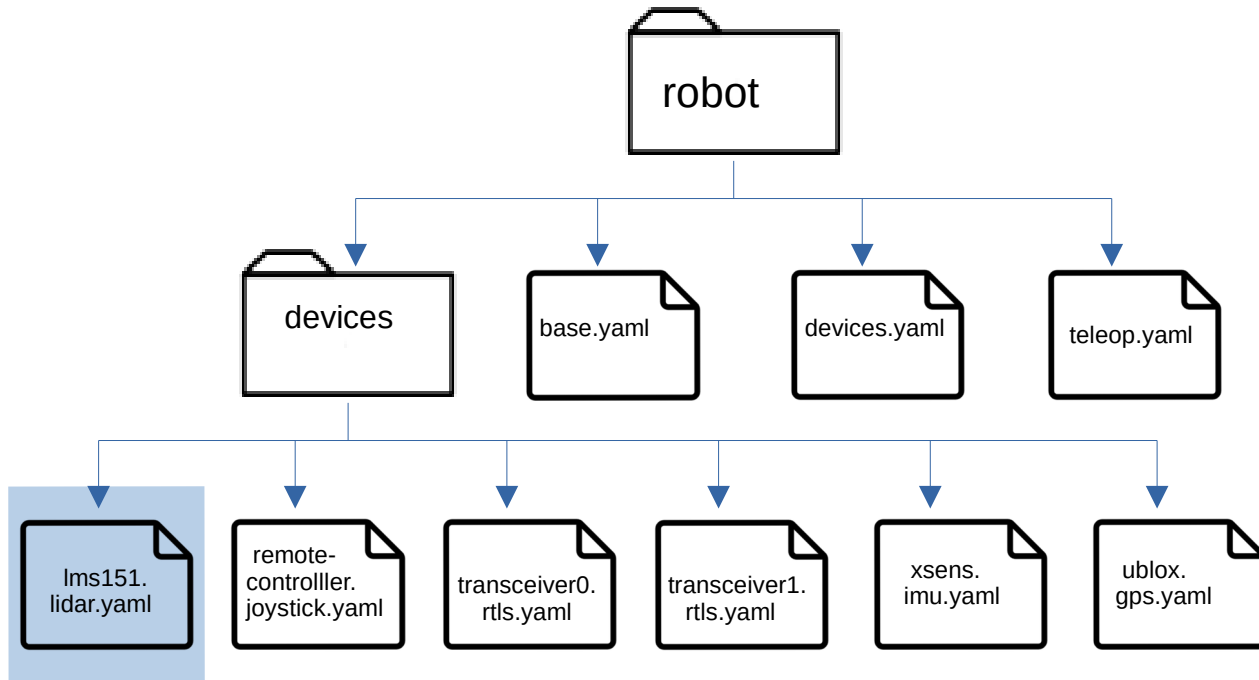 robot
devices
base.yaml
devices.yaml
teleop.yaml
lms151.
lidar.yaml
remote-
controlller.
joystick.yaml
transceiver0.
rtls.yaml
transceiver1.
rtls.yaml
xsens.
imu.yaml
ublox.
gps.yaml